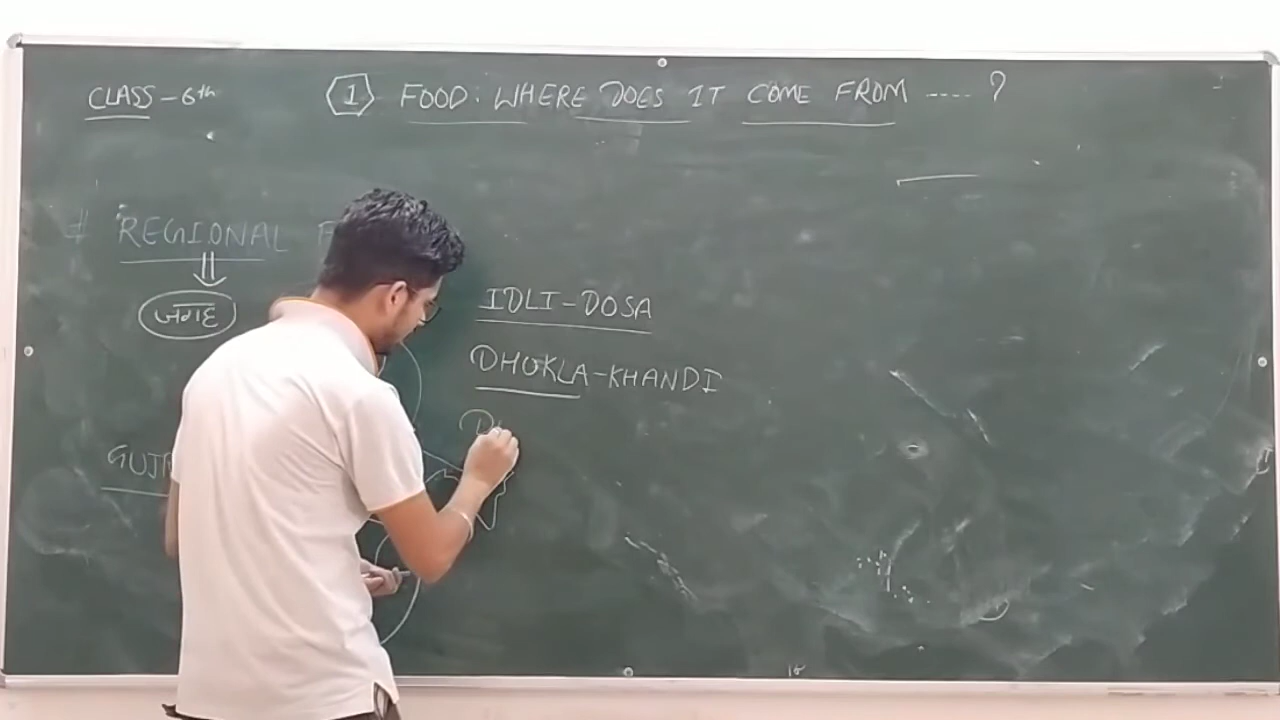 CLASS - 6th
1 FOOD: WHERE DOES IT COME FROM .... ?
# REGIONAL
जगह
IDLI-DOSA
DHOKLA-KHANDI